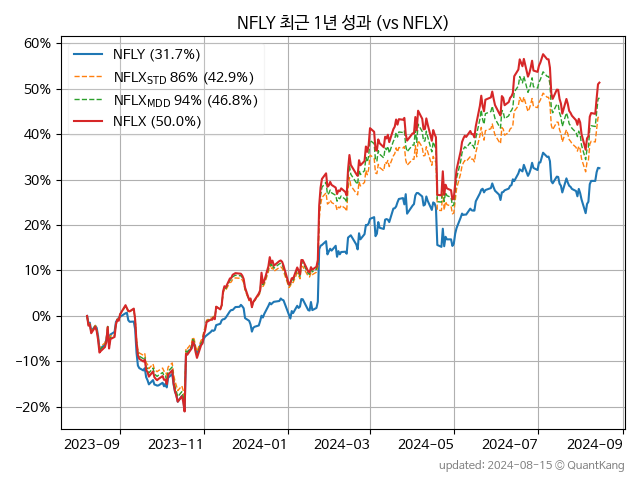 NFLY 최근 1년 성과 (vs NFLX)
60%
50%
40%
30%
20%
10%
0%
−10%
−20%
NFLY (31.7%)
NFLXSTD 86% (42.9%)
NFLXMDD 94% (46.8%)
NFLX (50.0%)
2023-09 2023-11 2024-01 2024-03 2024-05 2024-07 2024-09
updated: 2024-08-15 © QuantKang